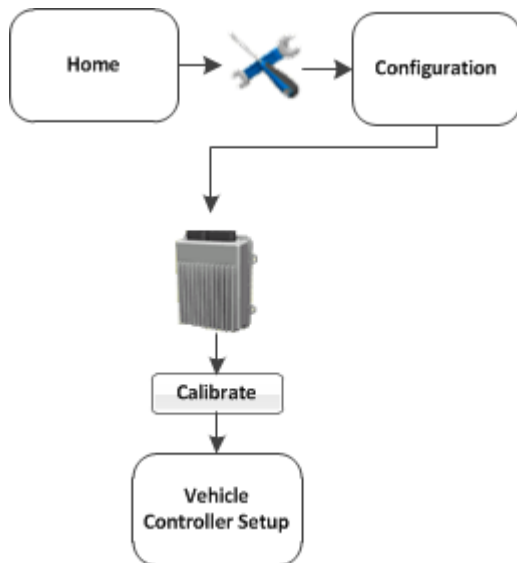 Home
Configuration
Calibrate
Vehicle
Controller Setup